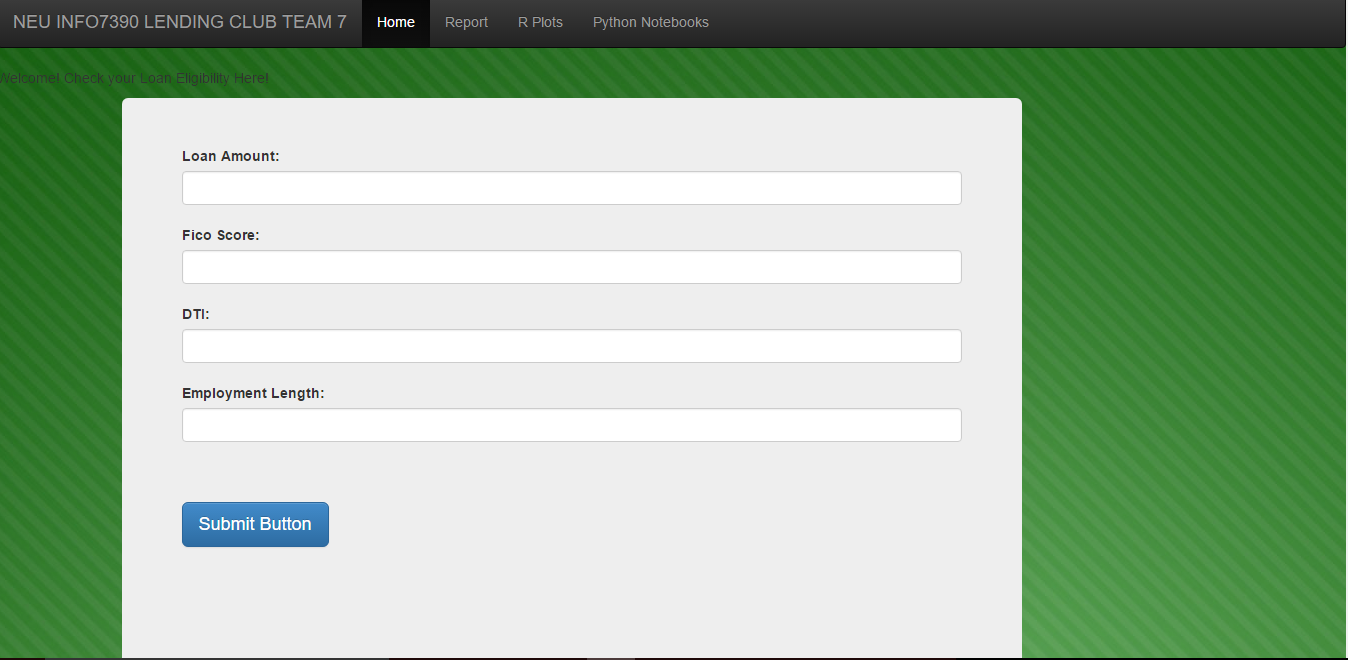 NEU INFO7390 LENDING CLUB TEAM 7 Home Report R Plots Python Notebooks
Welcome! Check your Loan Eligibility Here!
Loan Amount:
Fico Score:
DTI:
Employment Length:
Submit Button